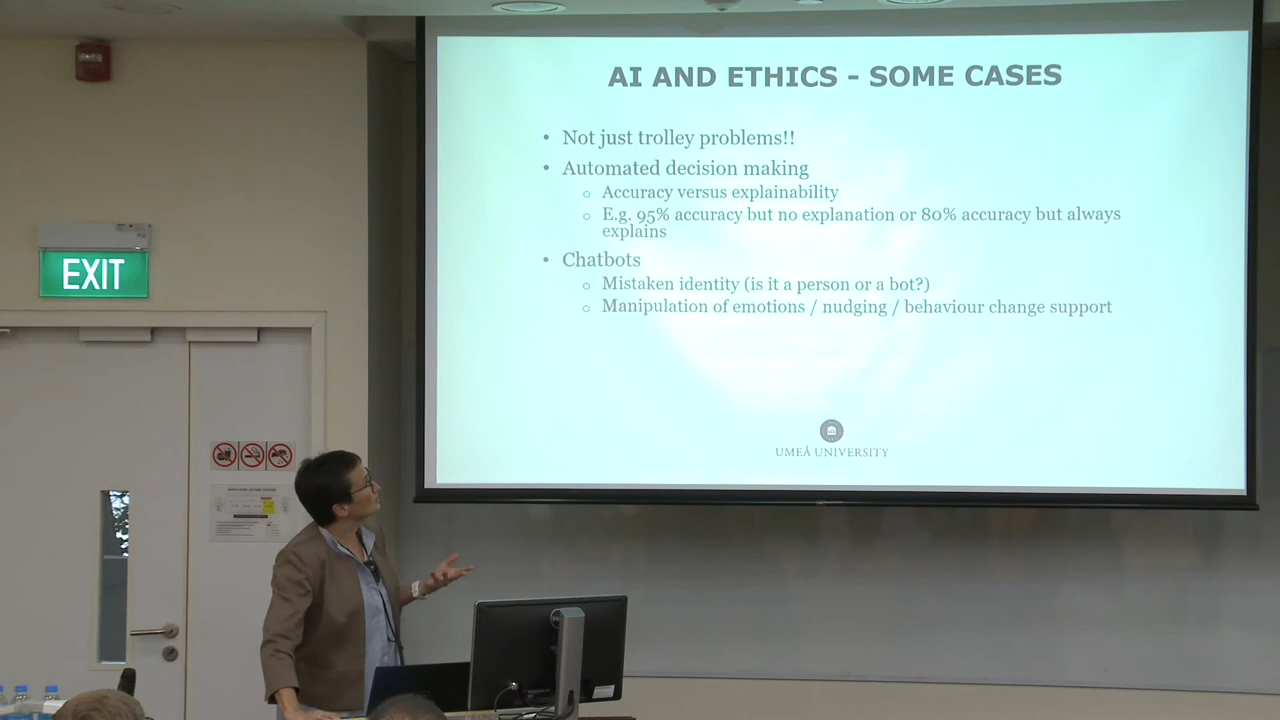 AI AND ETHICS - SOME CASES
• Not just trolley problems!!
• Automated decision making
○ Accuracy versus explainability
○ E.g. 95% accuracy but no explanation or 80% accuracy but always
explains
• Chatbots
○ Mistaken identity (is it a person or a bot?)
○ Manipulation of emotions / nudging / behaviour change support
UMEÅ UNIVERSITY
EXIT